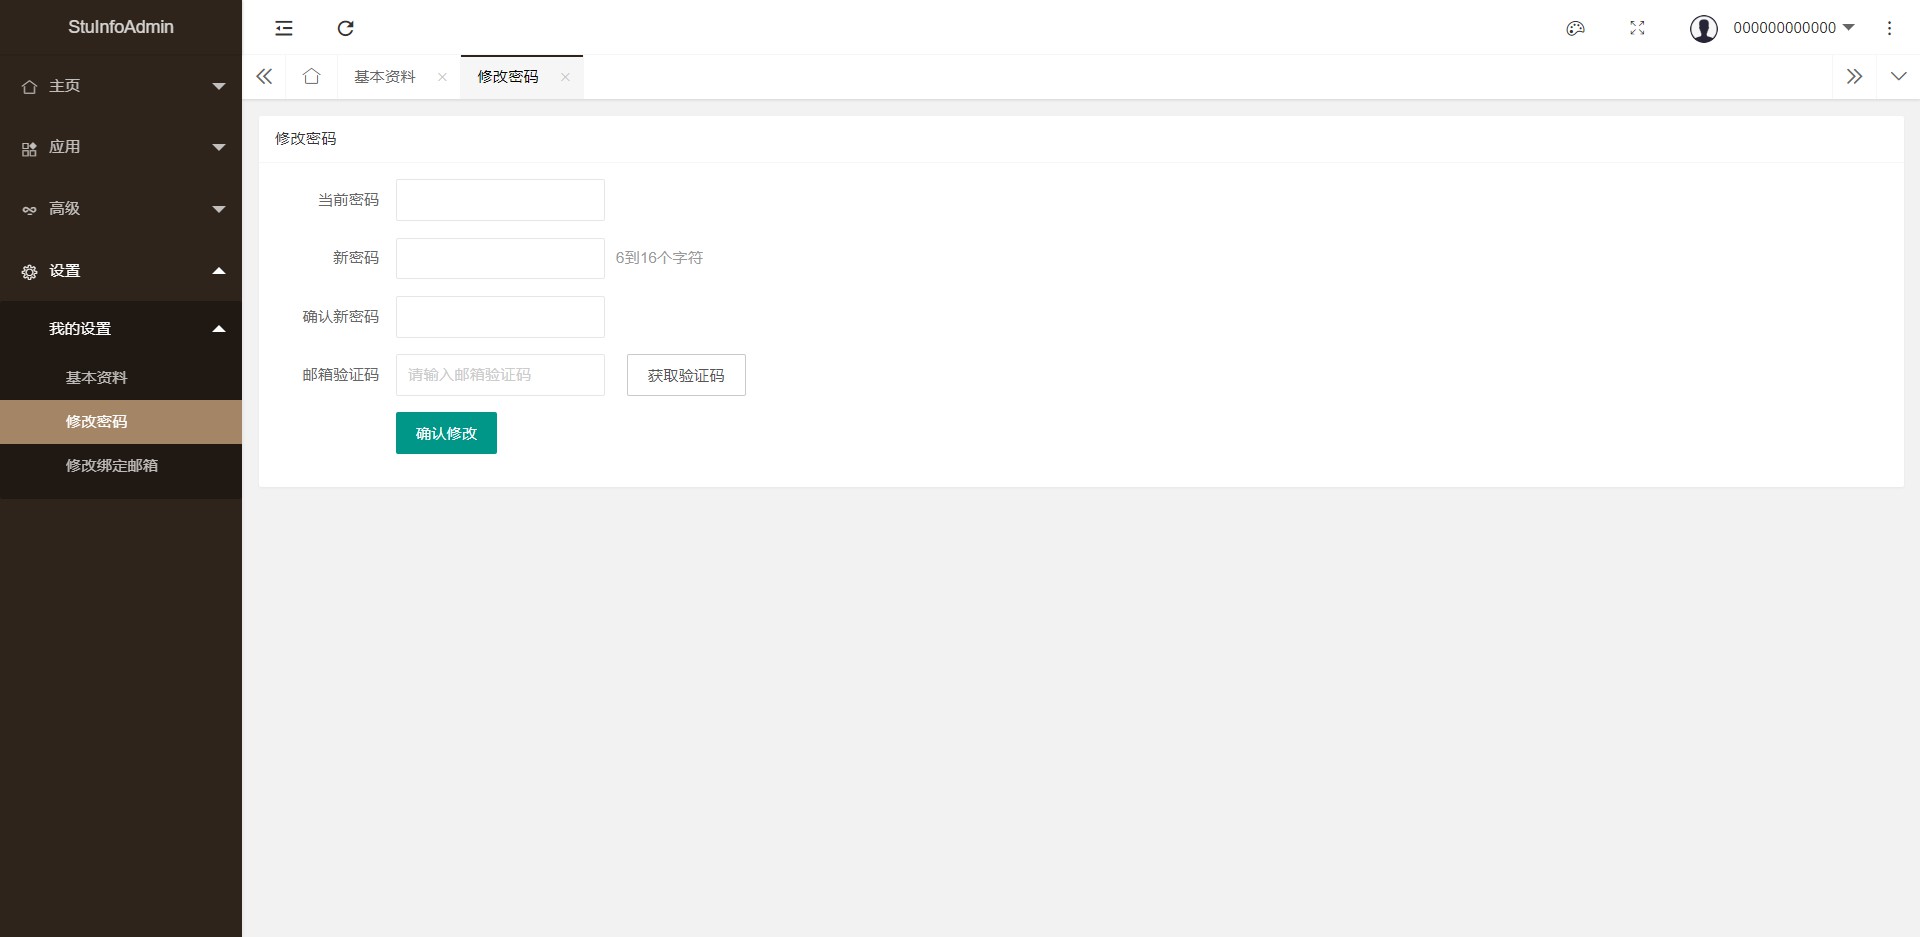 StuInfoAdmin
000000000000
主页
应用
高级
设置
我的设置
基本资料
修改密码
修改绑定邮箱
基本资料
修改密码
修改密码
当前密码
新密码
6到16个字符
确认新密码
邮箱验证码
请输入邮箱验证码
获取验证码
确认修改